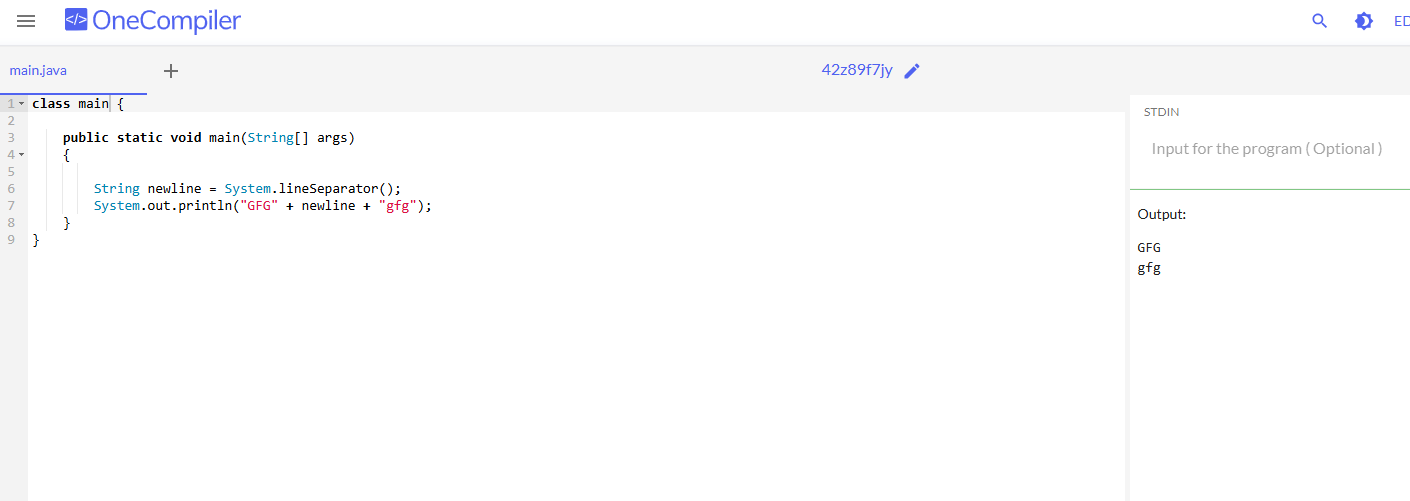 </> OneCompiler
ED
main.java + 42z89f7jy
1 class main {
2
3     public static void main(String[] args)
4     {
5
6         String newline = System.lineSeparator();
7         System.out.println("GFG" + newline + "gfg");
8     }
9 }
STDIN
Input for the program ( Optional )
Output:
GFG
gfg